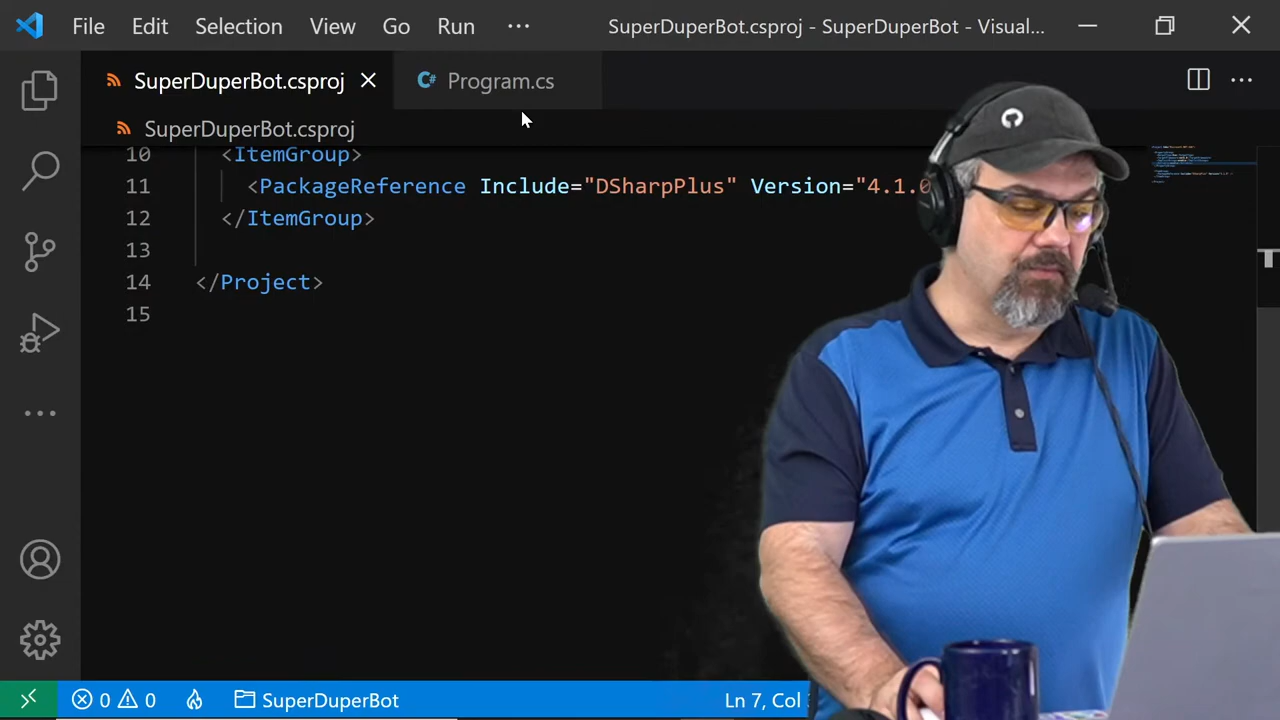 File Edit Selection View Go Run ··· SuperDuperBot.csproj - SuperDuperBot - Visual...
SuperDuperBot.csproj Program.cs
SuperDuperBot.csproj
10 <ItemGroup>
11 <PackageReference Include="DSharpPlus" Version="4.1.0
12 </ItemGroup>
13
14 </Project>
15
0 0 SuperDuperBot Ln 7, Col